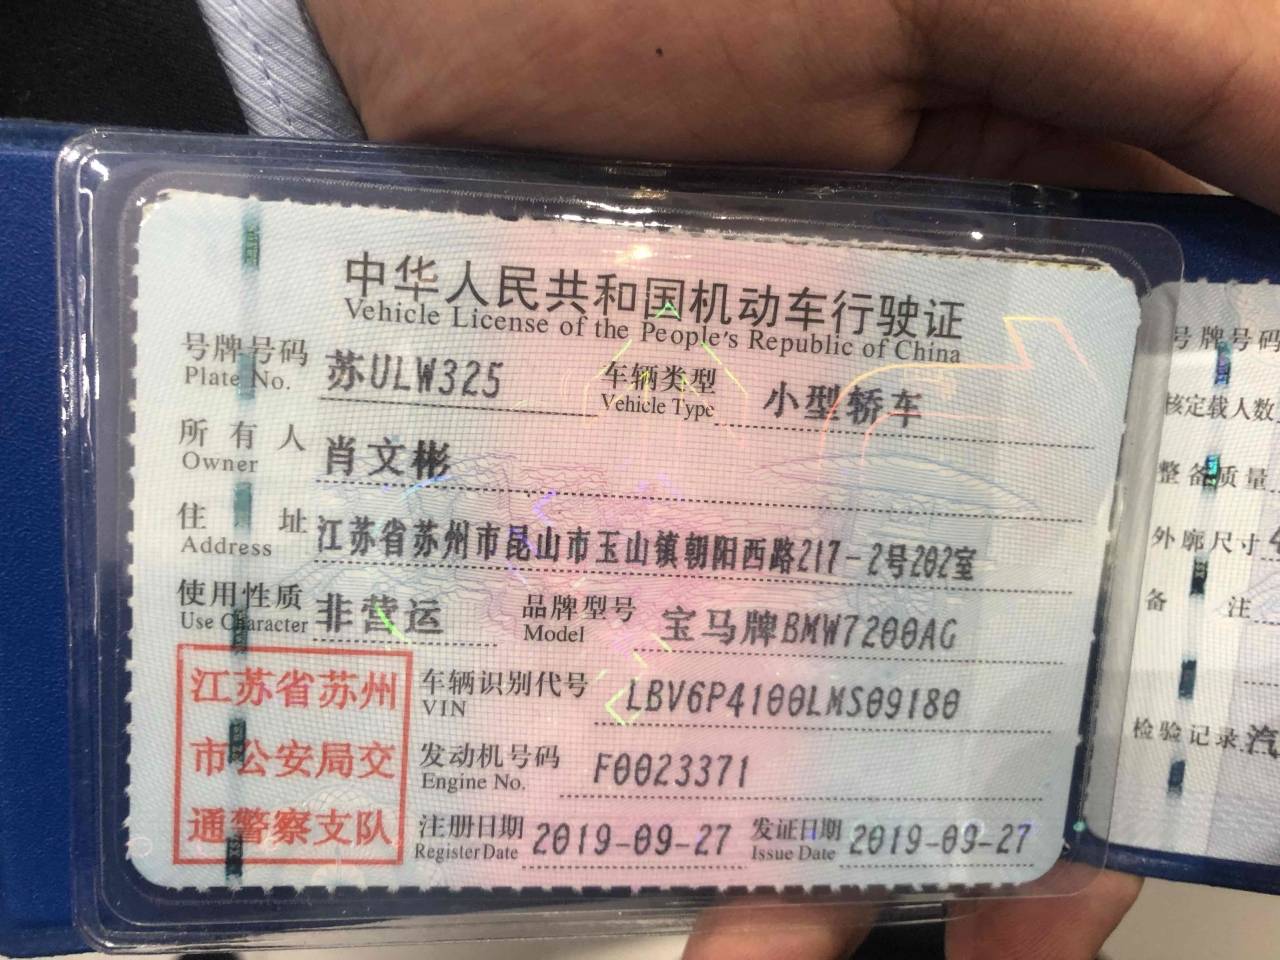 中华人民共和国机动车行驶证
Vehicle License of the People's Republic of China
号牌号码 苏ULW325 车辆类型 小型轿车
Plate No. Vehicle Type
所有人 肖文彬
Owner
住址 江苏省苏州市昆山市玉山镇朝阳西路217-2号202室
Address
使用性质 非营运 品牌型号 宝马牌BMW7200AG
Use Character Model
江苏省苏州
市公安局交
通警察支队
车辆识别代号 LBV6P4100LMS09180
VIN
发动机号码 F0023371
Engine No.
注册日期 2019-09-27 发证日期 2019-09-27
Register Date Issue Date
号牌号码
核定载人数
整备质量
外廓尺寸 4
备注
检验记录 汽